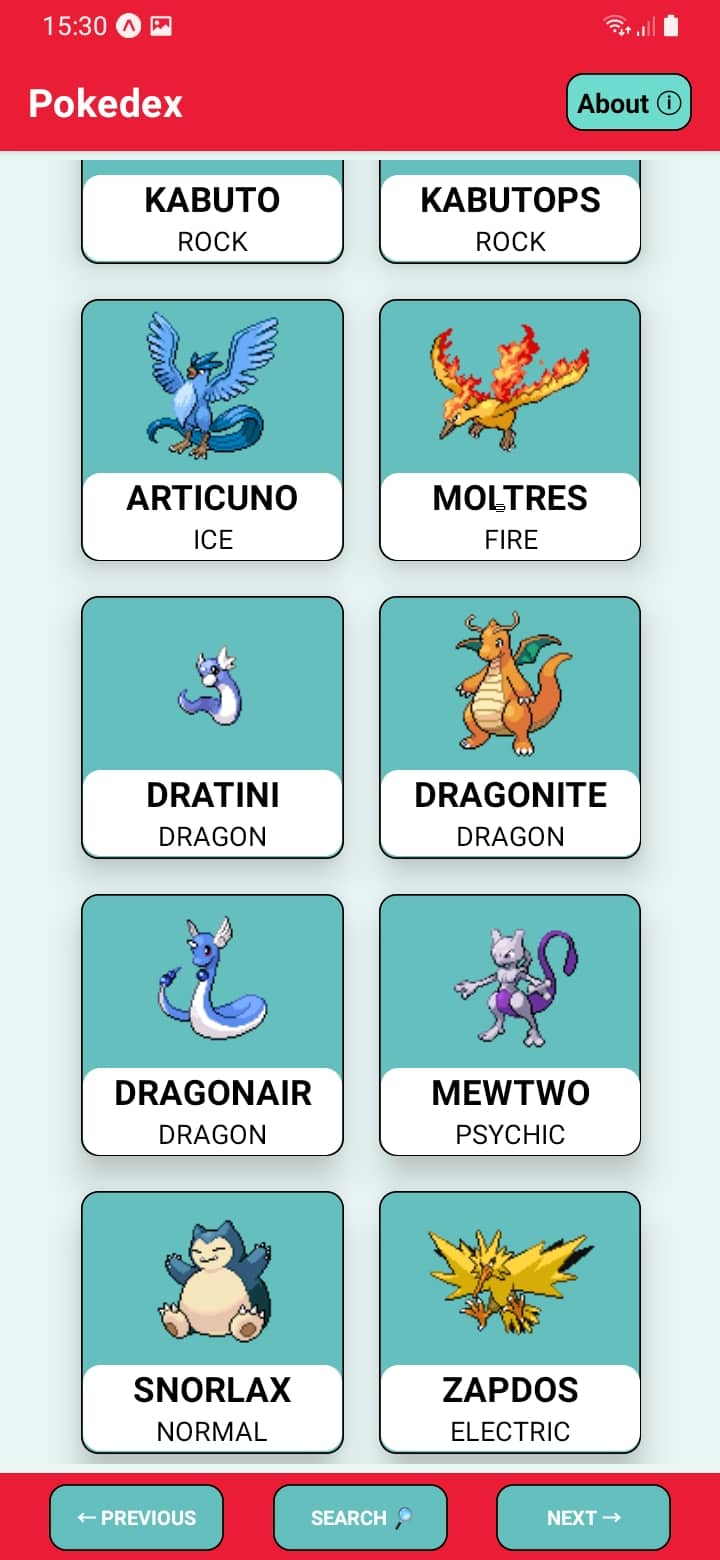 15:30
Pokedex
About ⓘ
KABUTO
ROCK
KABUTOPS
ROCK
ARTICUNO
ICE
MOLTRES
FIRE
DRATINI
DRAGON
DRAGONITE
DRAGON
DRAGONAIR
DRAGON
MEWTWO
PSYCHIC
SNORLAX
NORMAL
ZAPDOS
ELECTRIC
← PREVIOUS
SEARCH 🔎
NEXT →